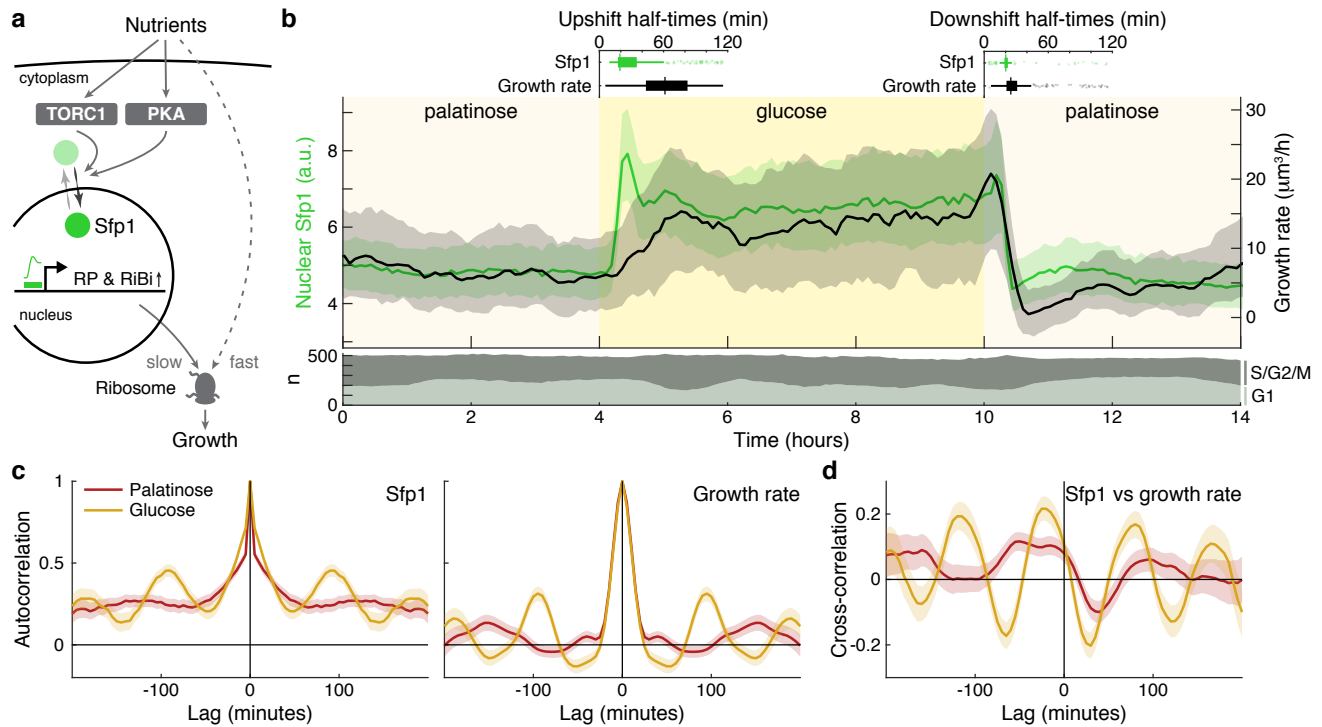 a
Nutrients
cytoplasm
TORC1
PKA
Sfp1
RP & RiBi↑
nucleus
slow
fast
Ribosome
Growth
b
Upshift half-times (min)
0 60 120
Sfp1
Growth rate
Downshift half-times (min)
0 60 120
Sfp1
Growth rate
palatinose
glucose
palatinose
Nuclear Sfp1 (a.u.)
8
6
4
Growth rate (μm³/h)
30
20
10
0
n
500
0
S/G2/M
G1
0 2 4 6 8 10 12 14
Time (hours)
c
Autocorrelation
1
0.5
0
Palatinose
Glucose
Sfp1
-100 0 100
Lag (minutes)
Growth rate
-100 0 100
Lag (minutes)
d
Sfp1 vs growth rate
Cross-correlation
0.2
0
-0.2
-100 0 100
Lag (minutes)